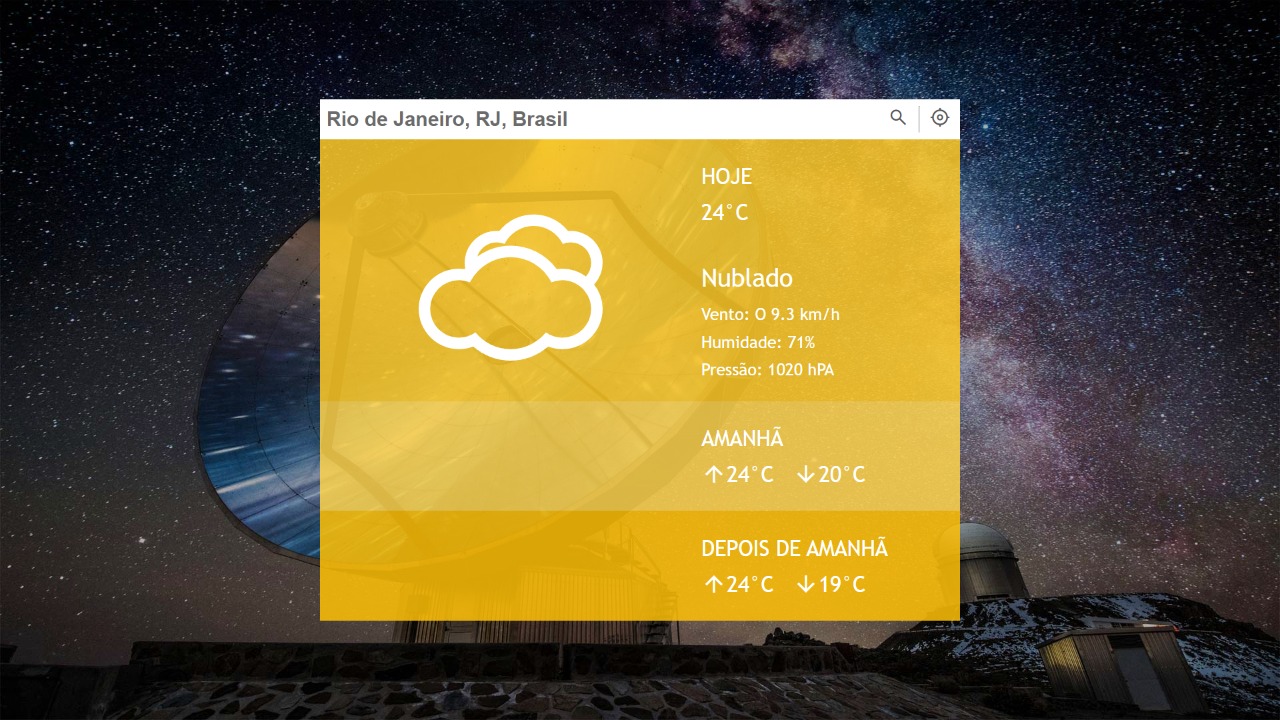 Rio de Janeiro, RJ, Brasil
HOJE
24°C
Nublado
Vento: O 9.3 km/h
Humidade: 71%
Pressão: 1020 hPA
AMANHÃ
↑24°C ↓20°C
DEPOIS DE AMANHÃ
↑24°C ↓19°C